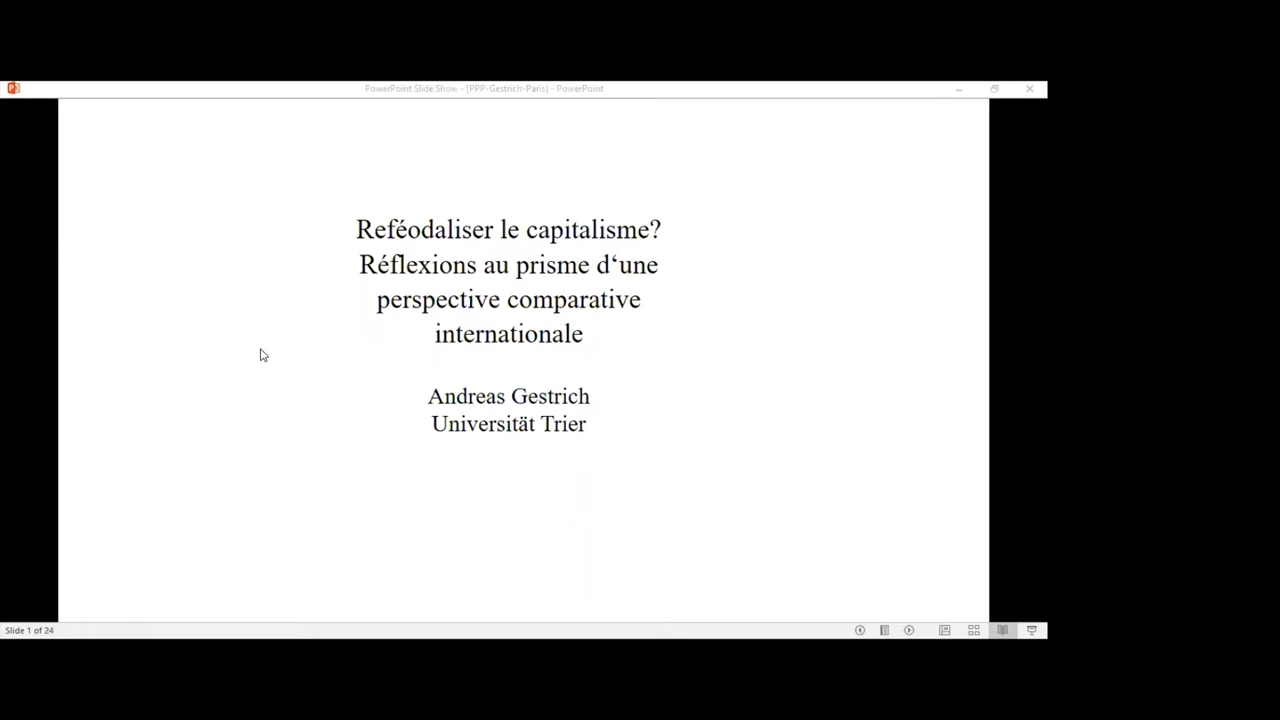 PowerPoint Slide Show - [PPP-Gestrich-Paris] - PowerPoint
Reféodaliser le capitalisme?
Réflexions au prisme d‘une
perspective comparative
internationale
Andreas Gestrich
Universität Trier
Slide 1 of 24